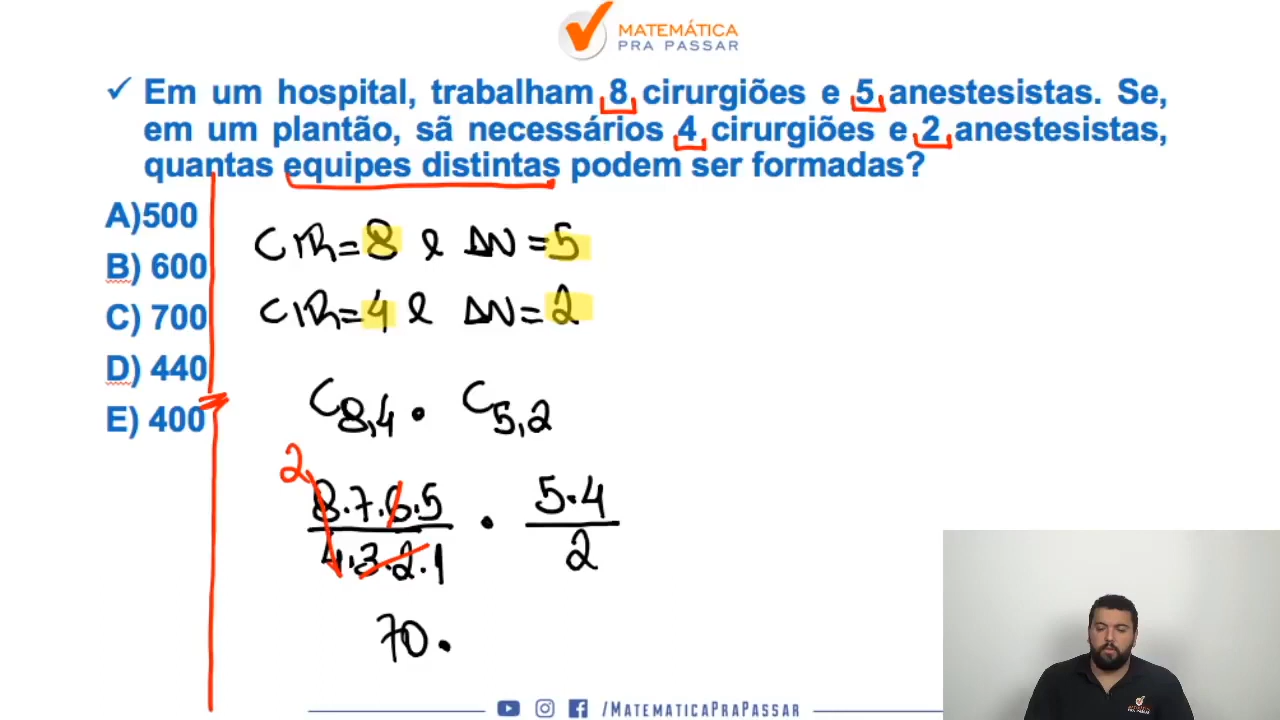 MATEMÁTICA
PRA PASSAR
✓ Em um hospital, trabalham 8 cirurgiões e 5 anestesistas. Se,
em um plantão, sã necessários 4 cirurgiões e 2 anestesistas,
quantas equipes distintas podem ser formadas?
A)500
B) 600
C) 700
D) 440
E) 400
CIR=8 e AN=5
CIR=4 e AN=2
C8,4 • C5,2
2
8.7.6.5 • 5.4
4.3.2.1 2
70 •
/MATEMATICAPRAPASSAR
MATEMÁTICA
PRA PASSAR